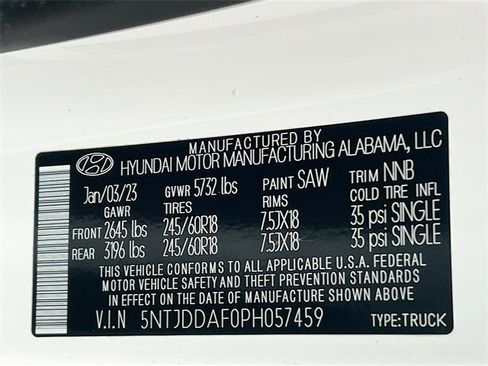 MANUFACTURED BY
HYUNDAI MOTOR MANUFACTURING ALABAMA, LLC
Jan/03/23 GVWR 5732 lbs PAINT SAW TRIM NNB
GAWR TIRES RIMS COLD TIRE INFL
FRONT 2645 lbs 245/60R18 7.5JX18 35 psi SINGLE
REAR 3196 lbs 245/60R18 7.5JX18 35 psi SINGLE
THIS VEHICLE CONFORMS TO ALL APPLICABLE U.S.A. FEDERAL
MOTOR VEHICLE SAFETY AND THEFT PREVENTION STANDARDS
IN EFFECT ON THE DATE OF MANUFACTURE SHOWN ABOVE
V.I.N 5NTJDDAF0PH057459 TYPE:TRUCK